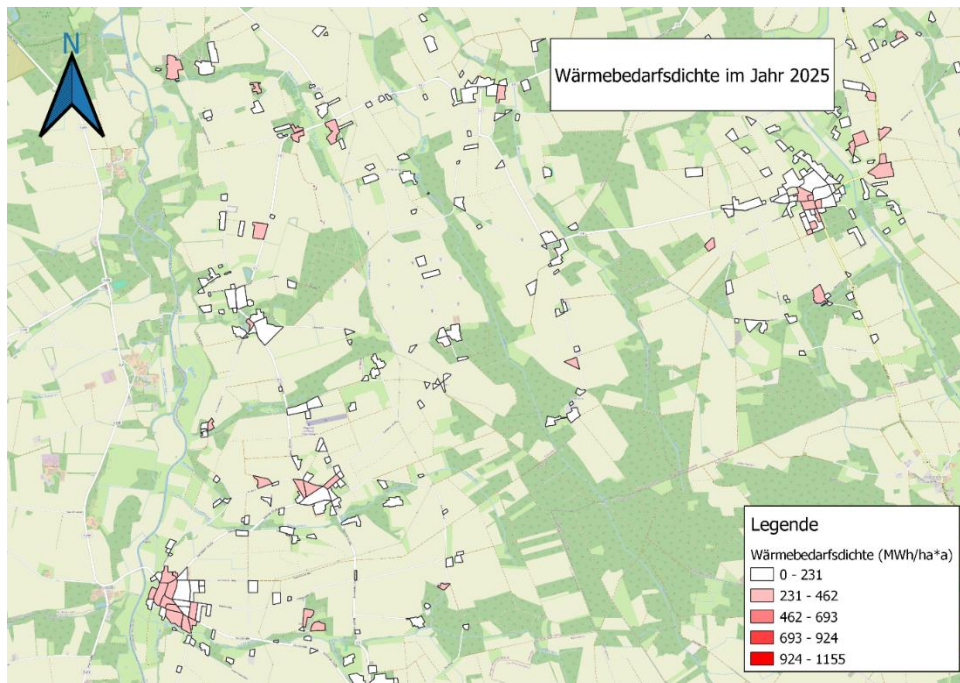 N
Wärmebedarfsdichte im Jahr 2025
Legende
Wärmebedarfsdichte (MWh/ha*a)
0 - 231
231 - 462
462 - 693
693 - 924
924 - 1155